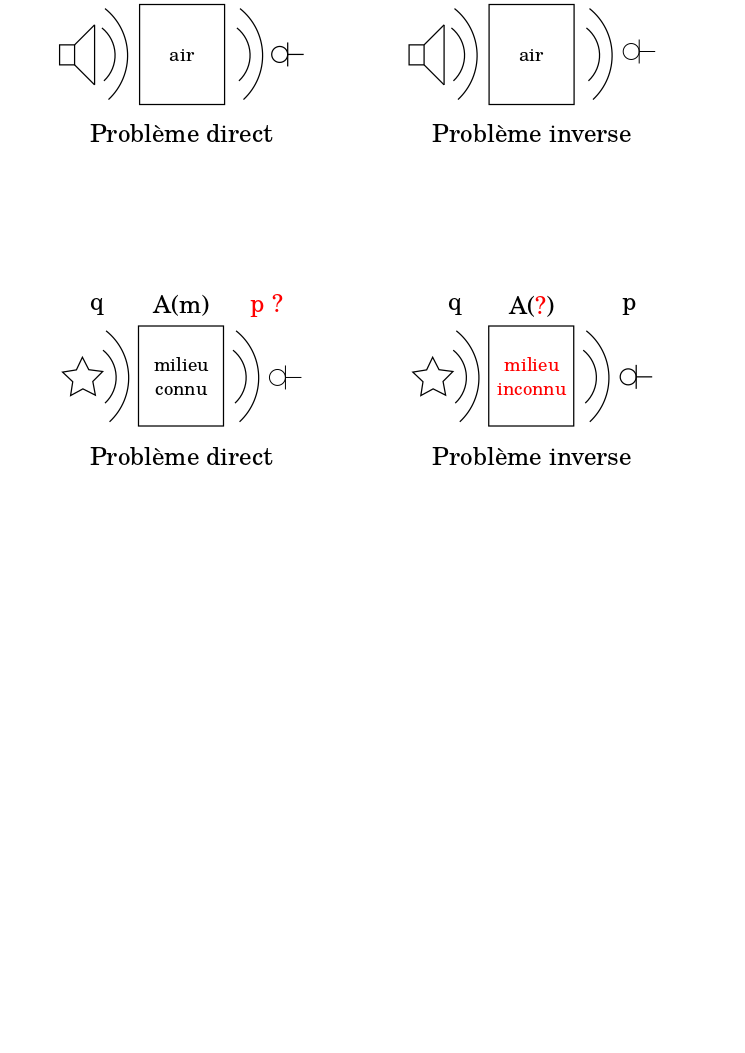 air
air
Problème direct
Problème inverse
q A(m) p ?
q A(?) p
milieu
connu
milieu
inconnu
Problème direct
Problème inverse